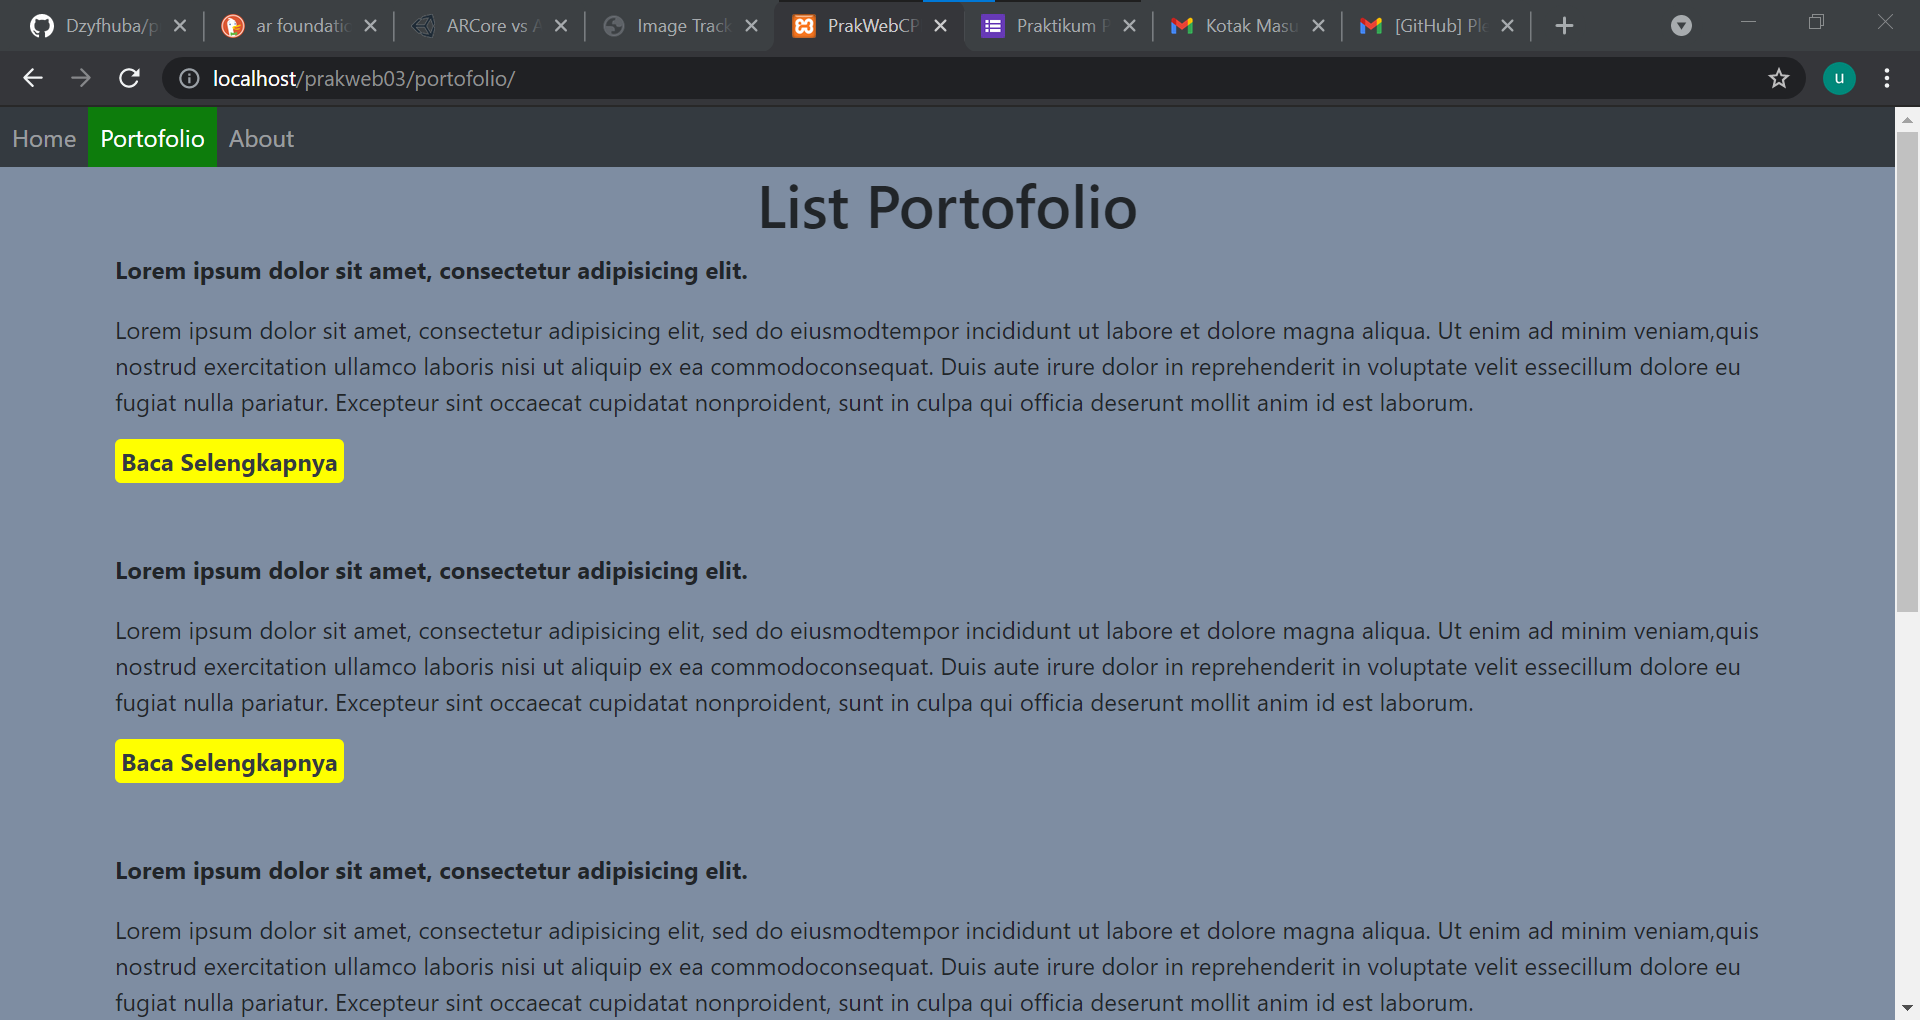 Dzyfhuba/p
ar foundatic
ARCore vs A
Image Track
PrakWebCP
Praktikum P
Kotak Masu
[GitHub] Ple
localhost/prakweb03/portofolio/
u
Home Portofolio About
List Portofolio
Lorem ipsum dolor sit amet, consectetur adipisicing elit.
Lorem ipsum dolor sit amet, consectetur adipisicing elit, sed do eiusmodtempor incididunt ut labore et dolore magna aliqua. Ut enim ad minim veniam,quis
nostrud exercitation ullamco laboris nisi ut aliquip ex ea commodoconsequat. Duis aute irure dolor in reprehenderit in voluptate velit essecillum dolore eu
fugiat nulla pariatur. Excepteur sint occaecat cupidatat nonproident, sunt in culpa qui officia deserunt mollit anim id est laborum.
Baca Selengkapnya
Lorem ipsum dolor sit amet, consectetur adipisicing elit.
Lorem ipsum dolor sit amet, consectetur adipisicing elit, sed do eiusmodtempor incididunt ut labore et dolore magna aliqua. Ut enim ad minim veniam,quis
nostrud exercitation ullamco laboris nisi ut aliquip ex ea commodoconsequat. Duis aute irure dolor in reprehenderit in voluptate velit essecillum dolore eu
fugiat nulla pariatur. Excepteur sint occaecat cupidatat nonproident, sunt in culpa qui officia deserunt mollit anim id est laborum.
Baca Selengkapnya
Lorem ipsum dolor sit amet, consectetur adipisicing elit.
Lorem ipsum dolor sit amet, consectetur adipisicing elit, sed do eiusmodtempor incididunt ut labore et dolore magna aliqua. Ut enim ad minim veniam,quis
nostrud exercitation ullamco laboris nisi ut aliquip ex ea commodoconsequat. Duis aute irure dolor in reprehenderit in voluptate velit essecillum dolore eu
fugiat nulla pariatur. Excepteur sint occaecat cupidatat nonproident, sunt in culpa qui officia deserunt mollit anim id est laborum.